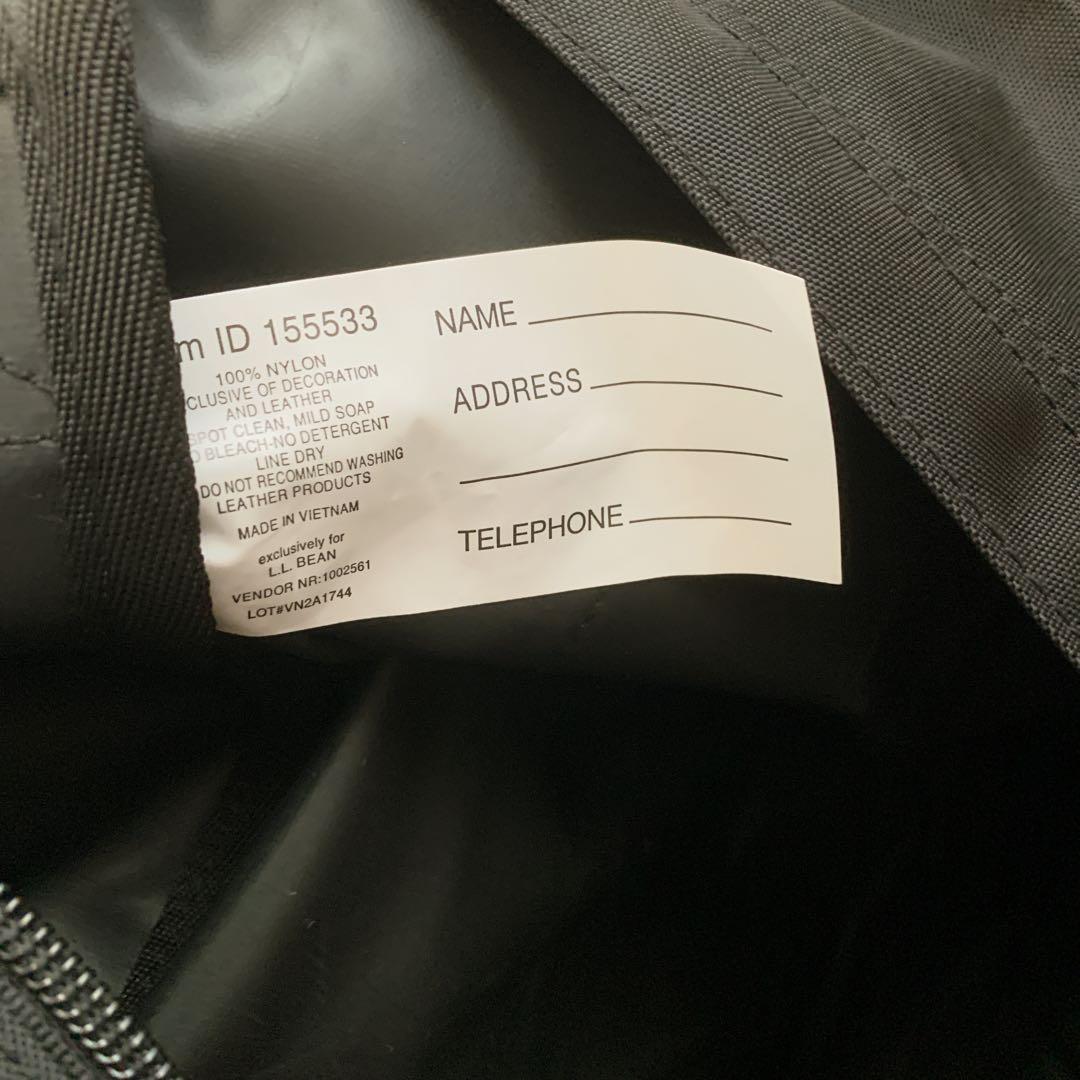 m ID 155533
100% NYLON
CLUSIVE OF DECORATION
AND LEATHER
SPOT CLEAN, MILD SOAP
O BLEACH-NO DETERGENT
LINE DRY
DO NOT RECOMMEND WASHING
LEATHER PRODUCTS
MADE IN VIETNAM
exclusively for
L.L. BEAN
VENDOR NR:1002561
LOT#VN2A1744
NAME
ADDRESS
TELEPHONE